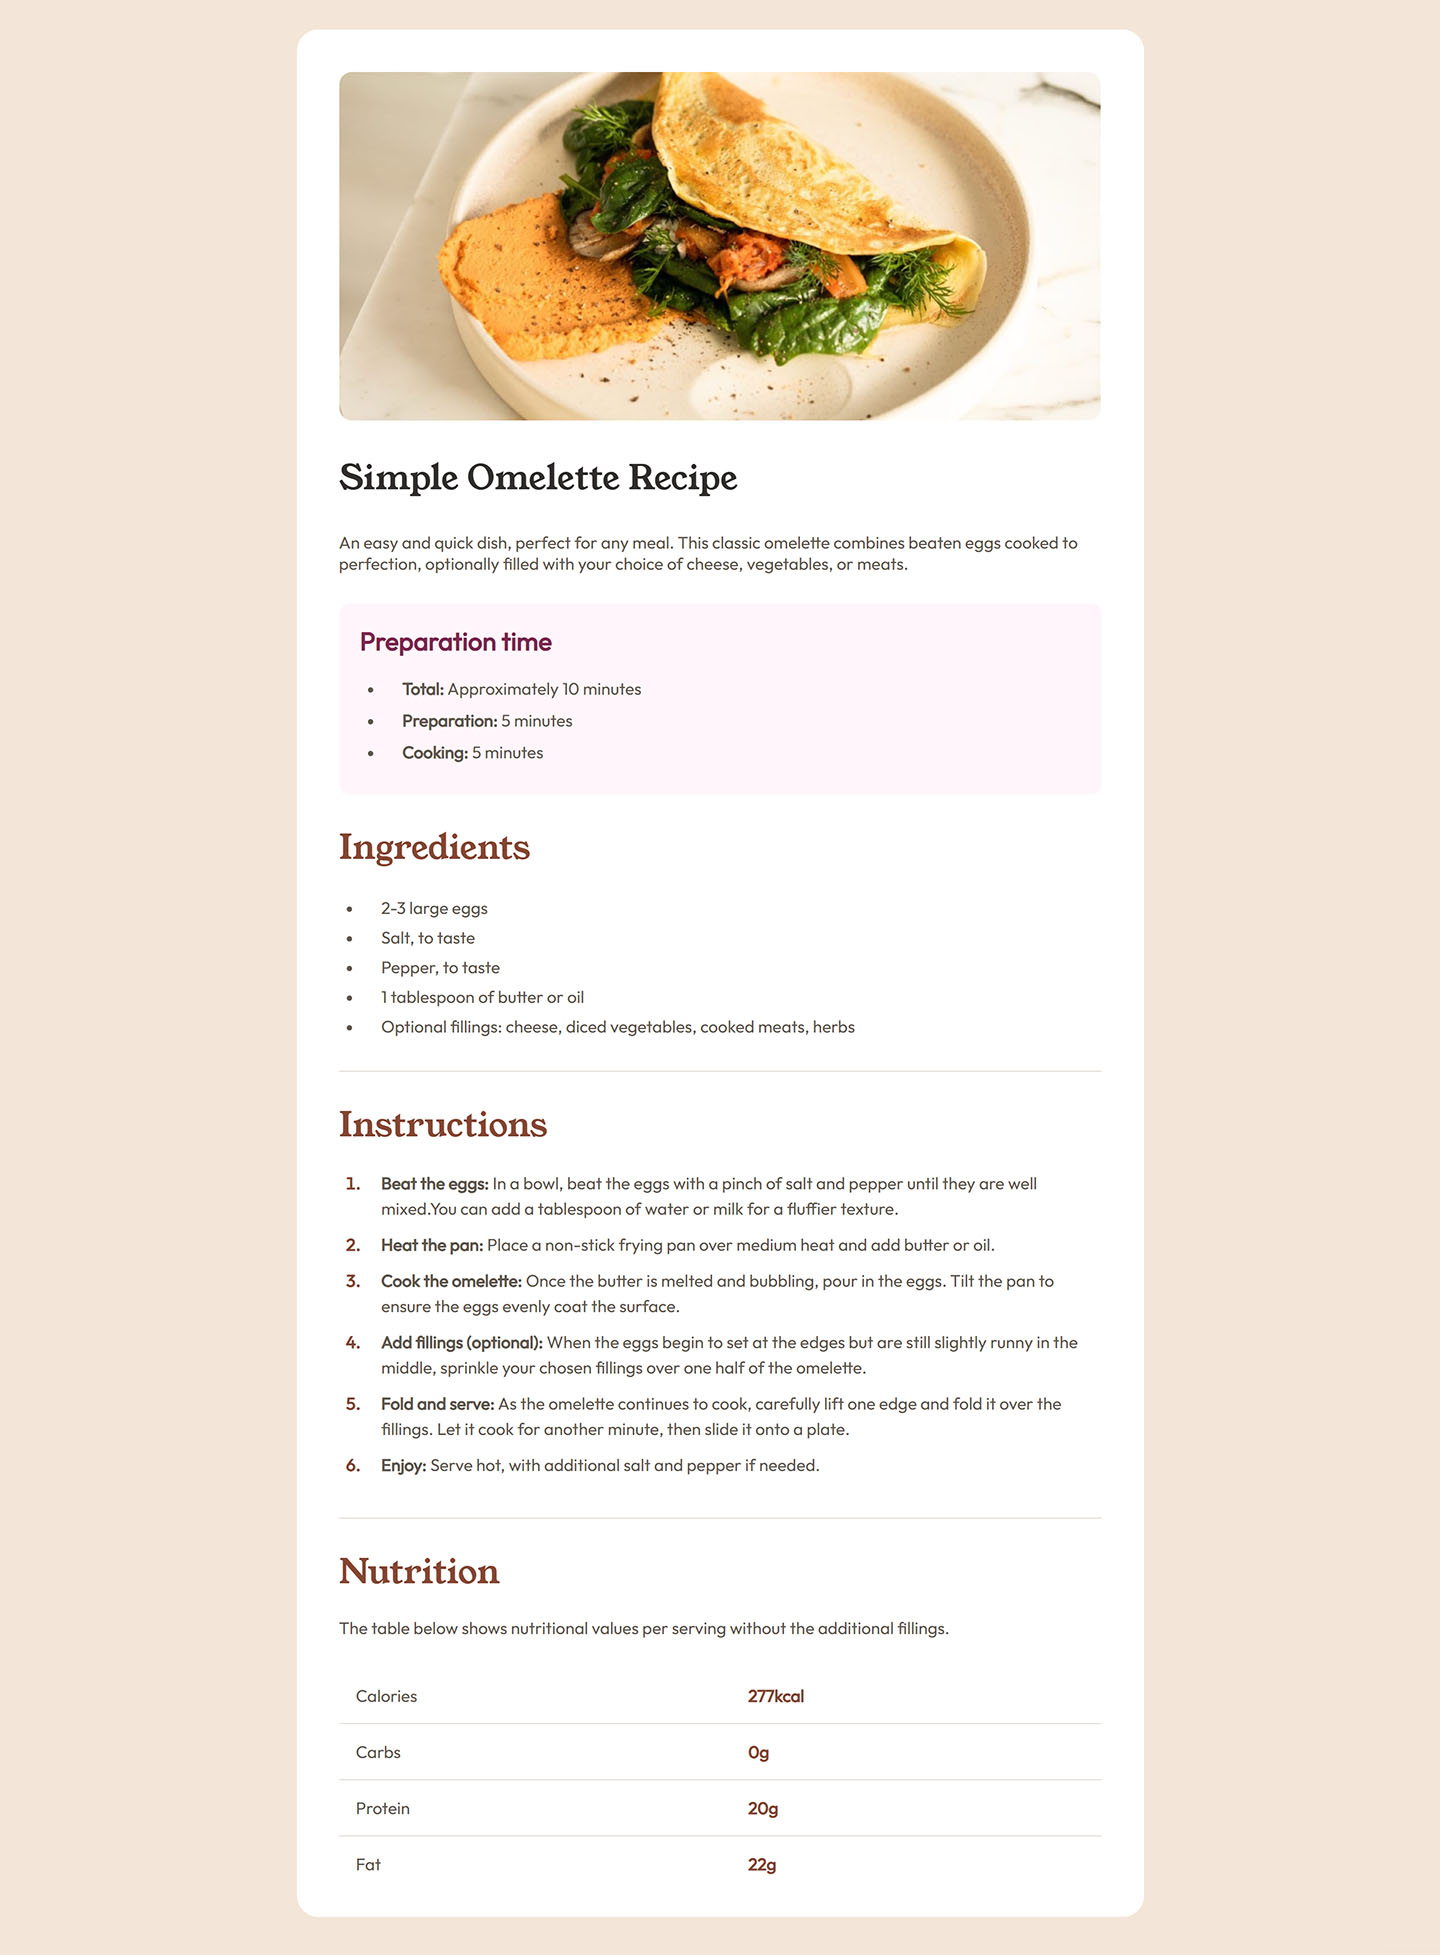 Simple Omelette Recipe
An easy and quick dish, perfect for any meal. This classic omelette combines beaten eggs cooked to
perfection, optionally filled with your choice of cheese, vegetables, or meats.
Preparation time
• Total: Approximately 10 minutes
• Preparation: 5 minutes
• Cooking: 5 minutes
Ingredients
• 2-3 large eggs
• Salt, to taste
• Pepper, to taste
• 1 tablespoon of butter or oil
• Optional fillings: cheese, diced vegetables, cooked meats, herbs
Instructions
1. Beat the eggs: In a bowl, beat the eggs with a pinch of salt and pepper until they are well
mixed.You can add a tablespoon of water or milk for a fluffier texture.
2. Heat the pan: Place a non-stick frying pan over medium heat and add butter or oil.
3. Cook the omelette: Once the butter is melted and bubbling, pour in the eggs. Tilt the pan to
ensure the eggs evenly coat the surface.
4. Add fillings (optional): When the eggs begin to set at the edges but are still slightly runny in the
middle, sprinkle your chosen fillings over one half of the omelette.
5. Fold and serve: As the omelette continues to cook, carefully lift one edge and fold it over the
fillings. Let it cook for another minute, then slide it onto a plate.
6. Enjoy: Serve hot, with additional salt and pepper if needed.
Nutrition
The table below shows nutritional values per serving without the additional fillings.
Calories 277kcal
Carbs 0g
Protein 20g
Fat 22g